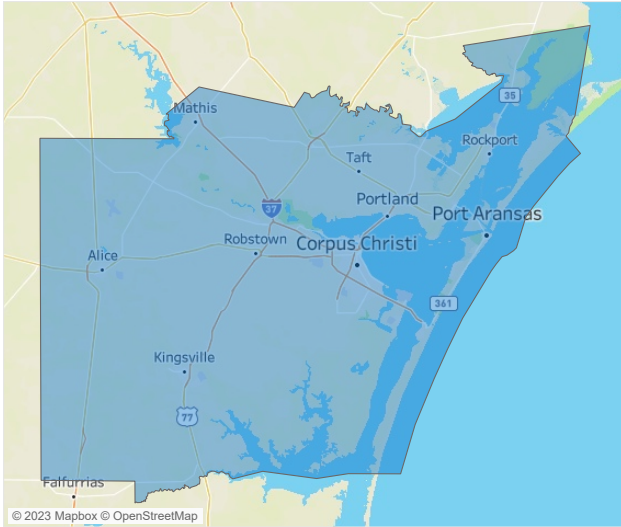 Mathis
35
Rockport
Taft
37
Portland
Port Aransas
Robstown
Corpus Christi
Alice
361
Kingsville
77
Falfurrias
© 2023 Mapbox © OpenStreetMap